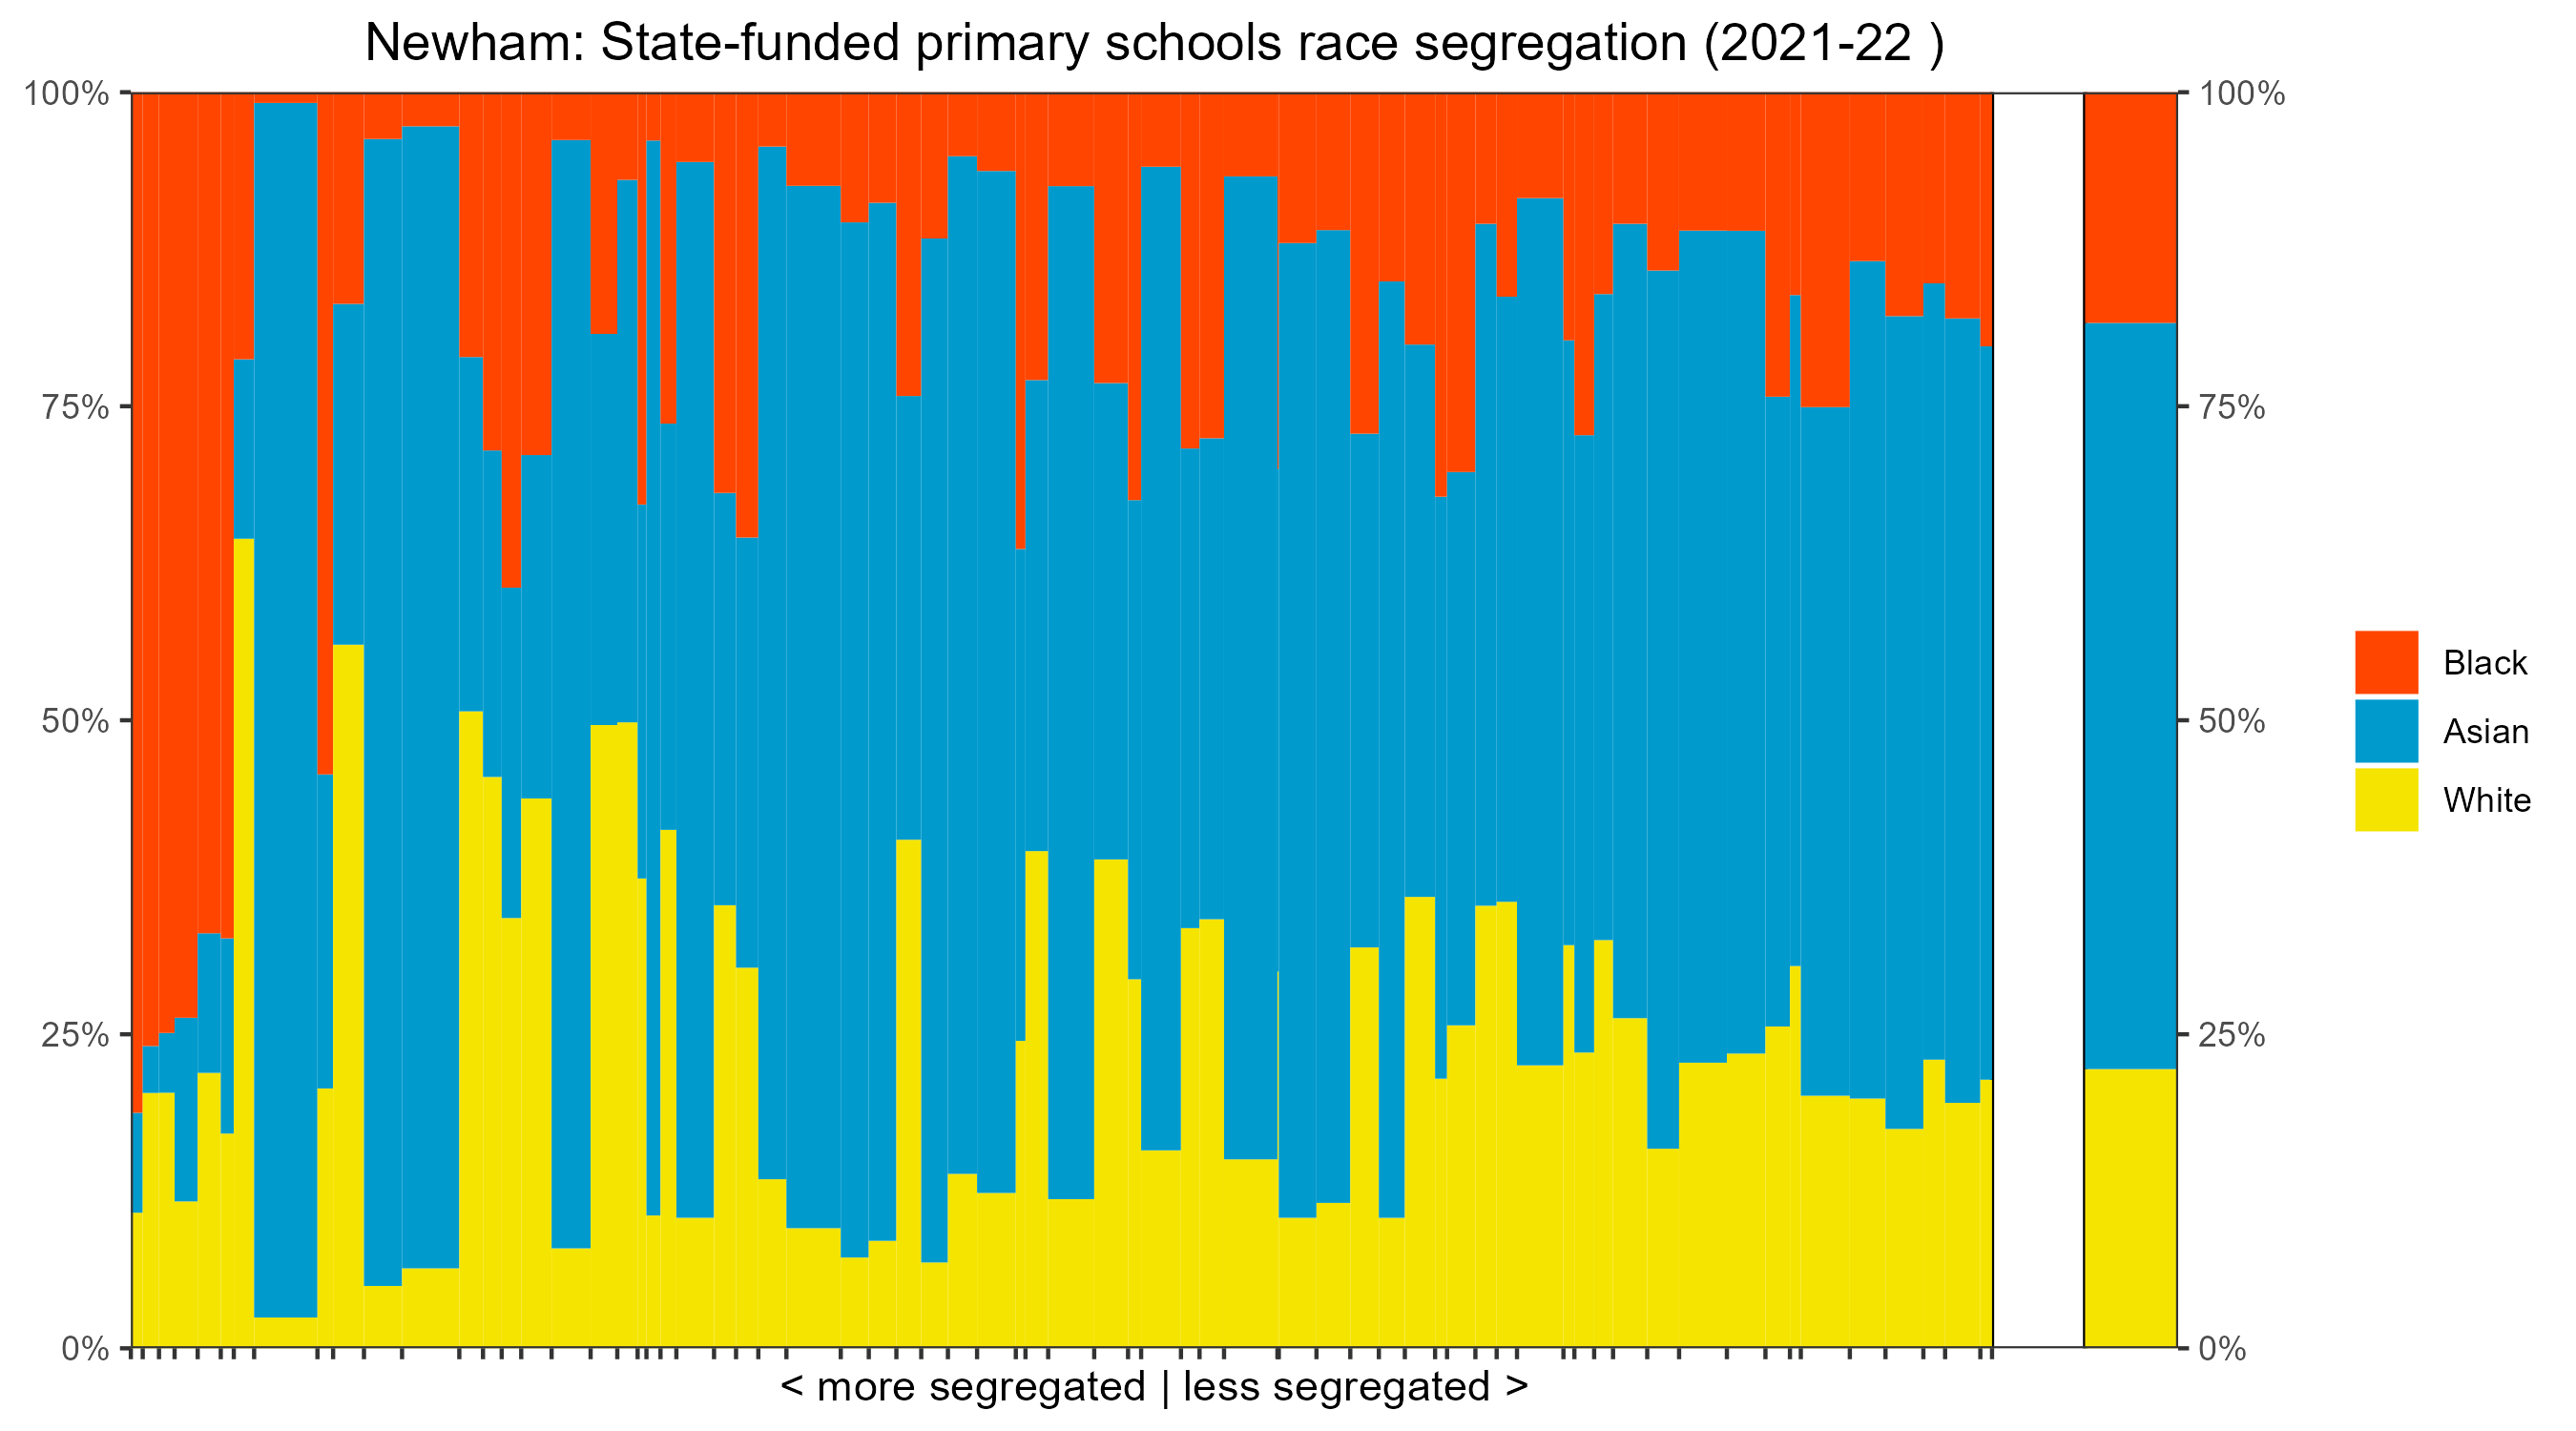 Newham: State-funded primary schools race segregation (2021-22 )
100%
75%
50%
25%
0%
100%
75%
50%
25%
0%
Black
Asian
White
< more segregated | less segregated >